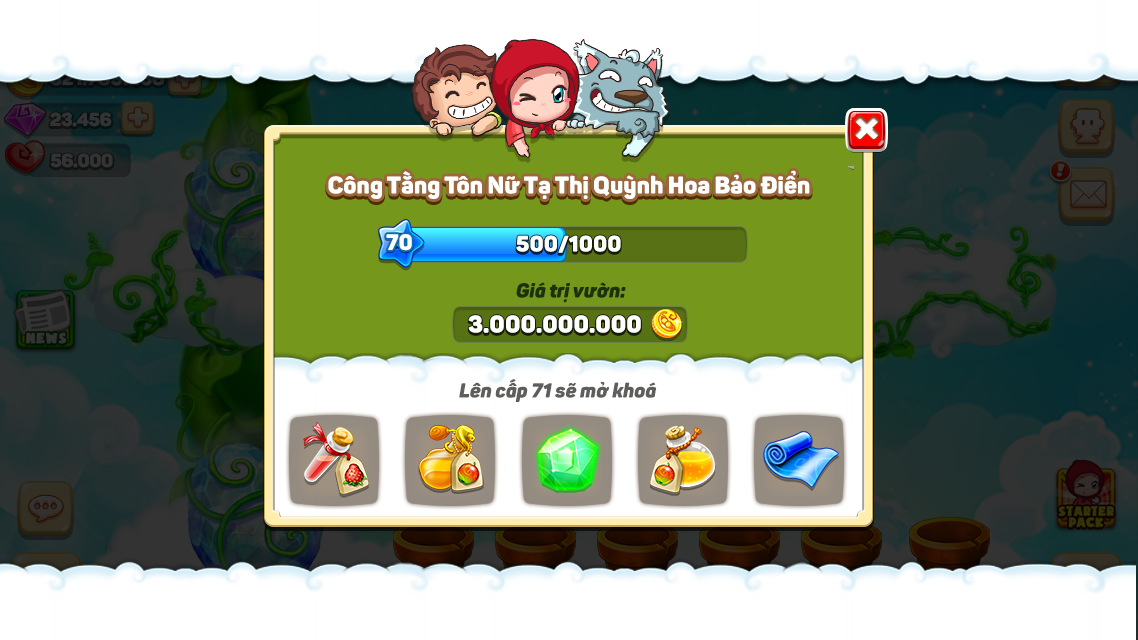 23.456
56.000
Công Tằng Tôn Nữ Tạ Thị Quỳnh Hoa Bảo Điển
70
500/1000
Giá trị vườn:
3.000.000.000
NEWS
Lên cấp 71 sẽ mở khoá
STARTER
PACK